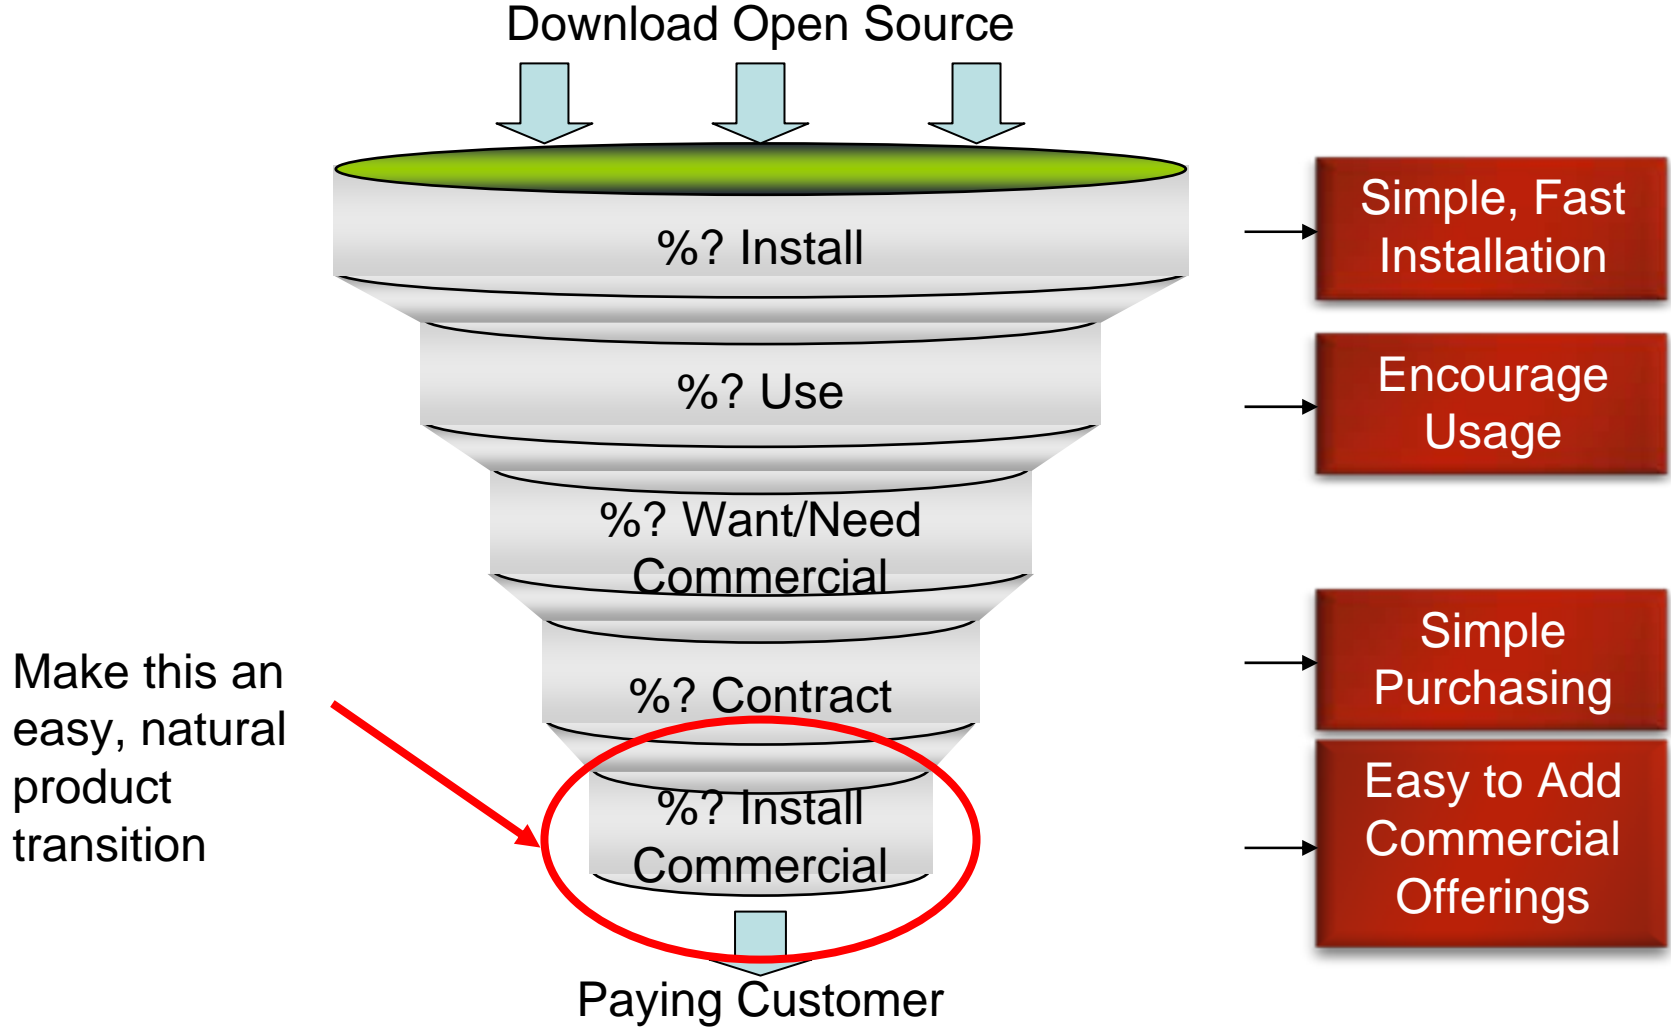 Download Open Source
%? Install
%? Use
%? Want/Need
Commercial
%? Contract
%? Install
Commercial
Paying Customer
Make this an
easy, natural
product
transition
Simple, Fast
Installation
Encourage
Usage
Simple
Purchasing
Easy to Add
Commercial
Offerings